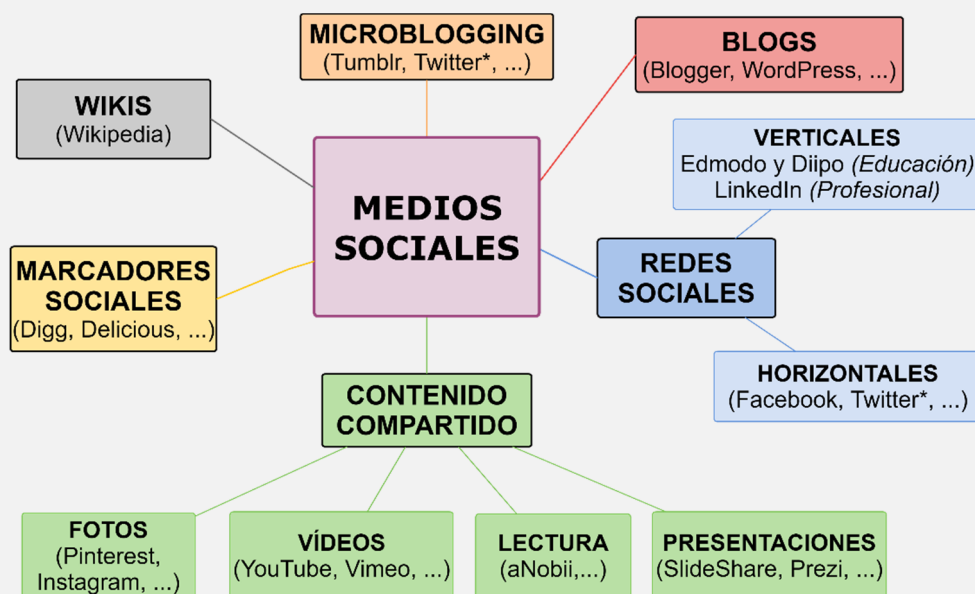 MICROBLOGGING
(Tumblr, Twitter*, ...)
BLOGS
(Blogger, WordPress, ...)
WIKIS
(Wikipedia)
VERTICALES
Edmodo y Diipo (Educación)
LinkedIn (Profesional)
MEDIOS
SOCIALES
REDES
SOCIALES
MARCADORES
SOCIALES
(Digg, Delicious, ...)
HORIZONTALES
(Facebook, Twitter*, ...)
CONTENIDO
COMPARTIDO
FOTOS
(Pinterest,
Instagram, ...)
VÍDEOS
(YouTube, Vimeo, ...)
LECTURA
(aNobii,...)
PRESENTACIONES
(SlideShare, Prezi, ...)